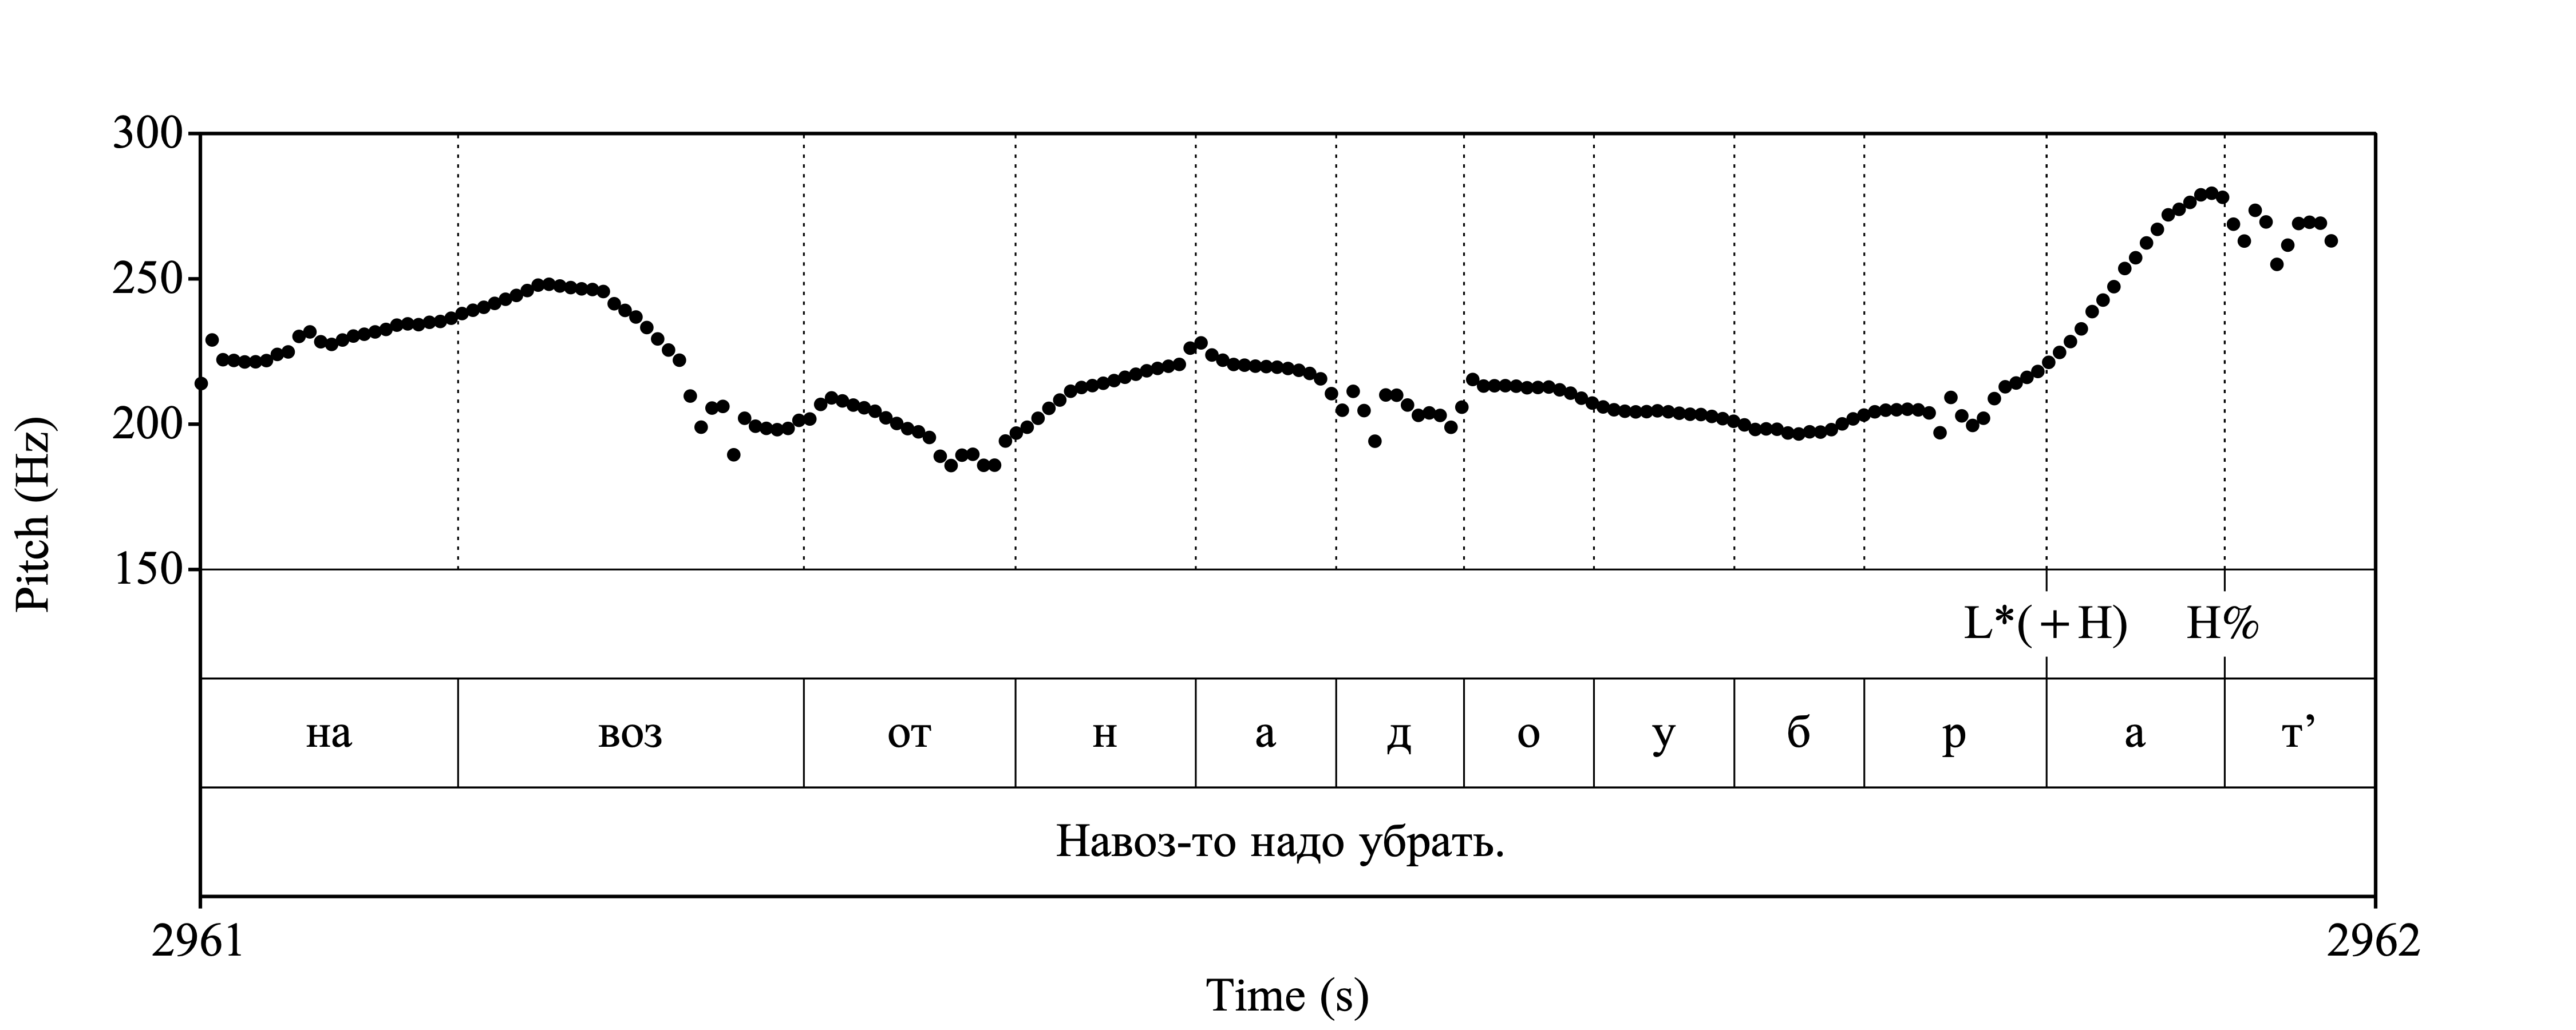 300
250
200
150
Pitch (Hz)
L*(+H) H%
на воз от н а д о у б р а т’
Навоз-то надо убрать.
2961 2962
Time (s)